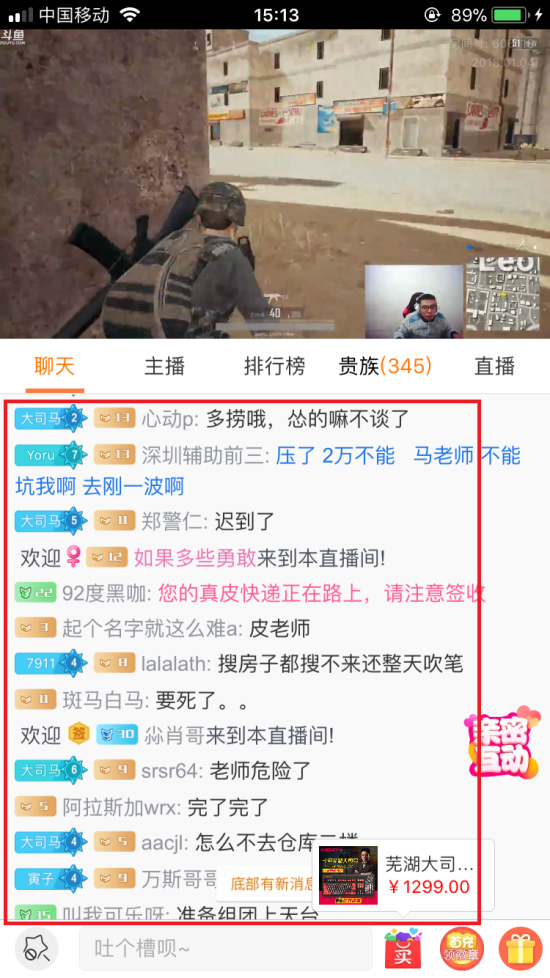 中国移动 15:13 89%
斗鱼
2018.01.04
40
Leo
聊天 主播 排行榜 贵族(345) 直播
大司马 2 13 心动p: 多捞哦，怂的嘛不谈了
Yoru 7 13 深圳辅助前三: 压了 2万不能 马老师 不能
坑我啊 去刚一波啊
大司马 5 11 郑警仁: 迟到了
欢迎 12 如果多些勇敢来到本直播间!
22 92度黑咖: 您的真皮快递正在路上，请注意签收
3 起个名字就这么难a: 皮老师
7911 4 8 lalalath: 搜房子都搜不来还整天吹笔
11 斑马白马: 要死了。。
欢迎 签 30 尛肖哥来到本直播间!
亲密
互动
大司马 6 9 srsr64: 老师危险了
5 阿拉斯加wrx: 完了完了
大司马 4 5 aacjl: 怎么不去仓库二楼
芜湖大司...
￥1299.00
寅子 4 9 万斯哥哥
底部有新消息
15 叫我可乐呀: 准备组团上天台
吐个槽呗~
买
首充
领徽章